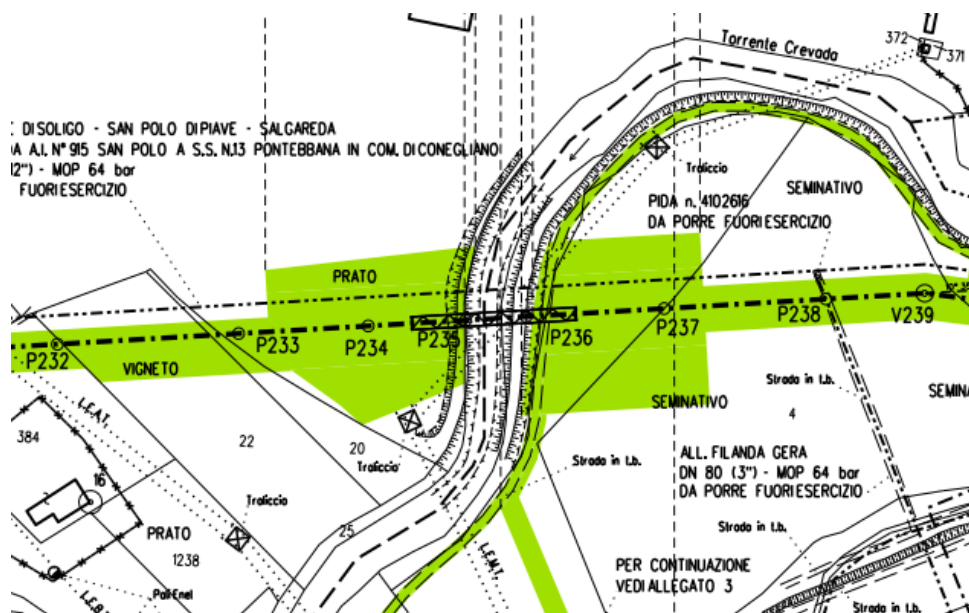 372
371
Torrente Crevada
E DI SOLIGO - SAN POLO DI PIAVE - SALGAREDA
DA A.I. N° 915 SAN POLO A S.S. N.13 PONTEBBANA IN COM. DI CONEGLIANO
12") - MOP 64 bar
FUORI ESERCIZIO
Traliccio
SEMINATIVO
PIDA n. 4102616
DA PORRE FUORI ESERCIZIO
PRATO
P232
P233
P234
P235
P236
P237
P238
V239
VIGNETO
Strada in t.b.
SEMINATIVO
SEMIN
4
L.E.A.T.
384
22
20
Traliccio
Strada in t.b.
ALL. FILANDA GERA
DN 80 (3") - MOP 64 bar
DA PORRE FUORI ESERCIZIO
16
Traliccio
25
Strada in t.b.
PRATO
1238
L.E.M.T.
PER CONTINUAZIONE
VEDI ALLEGATO 3
Pali Enel
L.E.B
Strada in t.b.